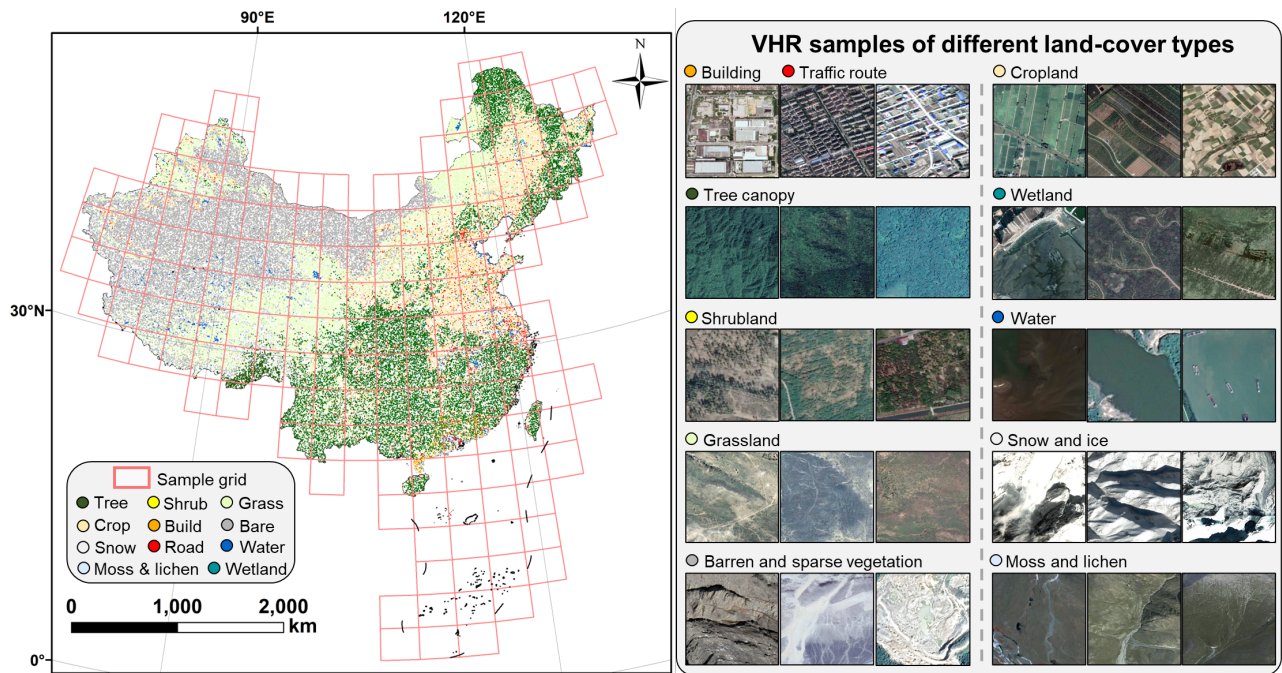 90°E
120°E
N
30°N
0°
Sample grid
Tree
Shrub
Grass
Crop
Build
Bare
Snow
Road
Water
Moss & lichen
Wetland
0
1,000
2,000
km
VHR samples of different land-cover types
Building
Traffic route
Cropland
Tree canopy
Wetland
Shrubland
Water
Grassland
Snow and ice
Barren and sparse vegetation
Moss and lichen